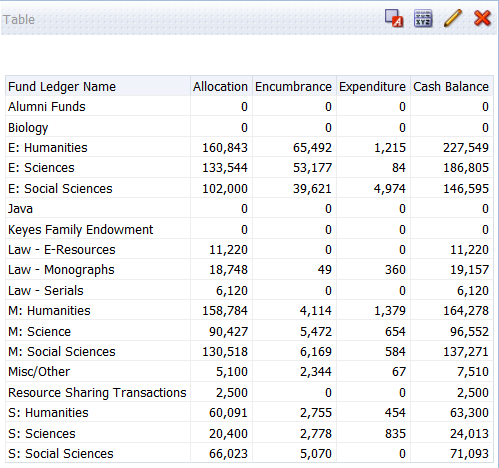 Table
Fund Ledger Name Allocation Encumbrance Expenditure Cash Balance
Alumni Funds 0 0 0 0
Biology 0 0 0 0
E: Humanities 160,843 65,492 1,215 227,549
E: Sciences 133,544 53,177 84 186,805
E: Social Sciences 102,000 39,621 4,974 146,595
Java 0 0 0 0
Keyes Family Endowment 0 0 0 0
Law - E-Resources 11,220 0 0 11,220
Law - Monographs 18,748 49 360 19,157
Law - Serials 6,120 0 0 6,120
M: Humanities 158,784 4,114 1,379 164,278
M: Science 90,427 5,472 654 96,552
M: Social Sciences 130,518 6,169 584 137,271
Misc/Other 5,100 2,344 67 7,510
Resource Sharing Transactions 2,500 0 0 2,500
S: Humanities 60,091 2,755 454 63,300
S: Sciences 20,400 2,778 835 24,013
S: Social Sciences 66,023 5,070 0 71,093